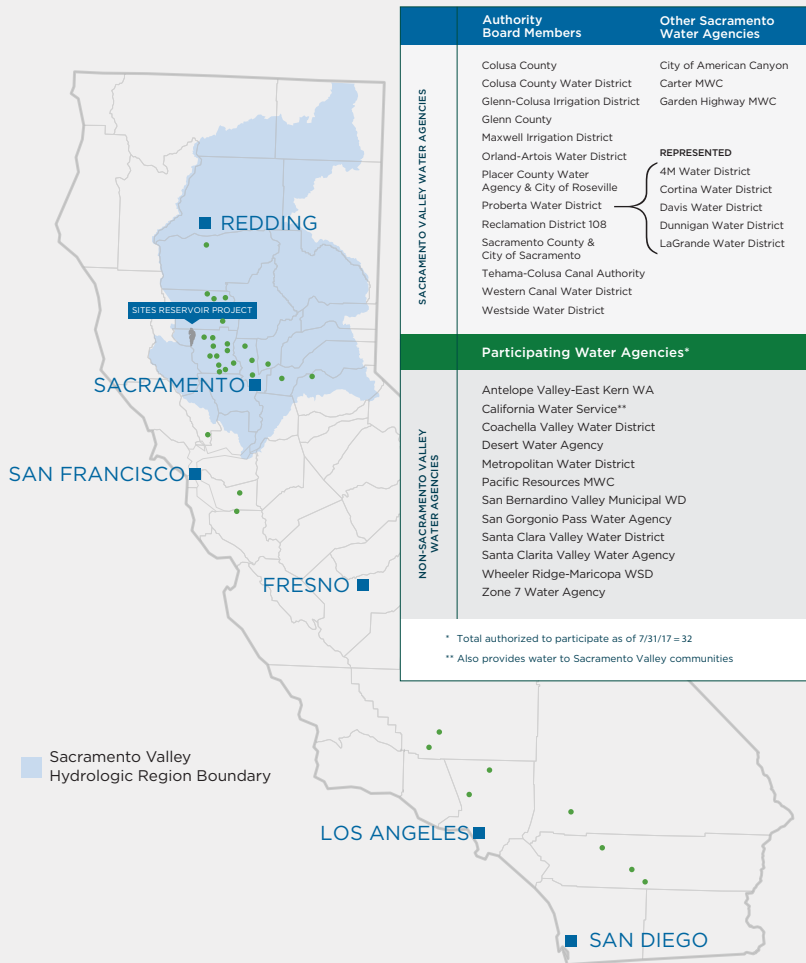 Authority
Board Members
Other Sacramento
Water Agencies
SACRAMENTO VALLEY WATER AGENCIES
Colusa County
Colusa County Water District
Glenn-Colusa Irrigation District
Glenn County
Maxwell Irrigation District
Orland-Artois Water District
Placer County Water
Agency & City of Roseville
Proberta Water District
Reclamation District 108
Sacramento County &
City of Sacramento
Tehama-Colusa Canal Authority
Western Canal Water District
Westside Water District
City of American Canyon
Carter MWC
Garden Highway MWC
REPRESENTED
4M Water District
Cortina Water District
Davis Water District
Dunnigan Water District
LaGrande Water District
Participating Water Agencies*
NON-SACRAMENTO VALLEY
WATER AGENCIES
Antelope Valley-East Kern WA
California Water Service**
Coachella Valley Water District
Desert Water Agency
Metropolitan Water District
Pacific Resources MWC
San Bernardino Valley Municipal WD
San Gorgonio Pass Water Agency
Santa Clara Valley Water District
Santa Clarita Valley Water Agency
Wheeler Ridge-Maricopa WSD
Zone 7 Water Agency
* Total authorized to participate as of 7/31/17 = 32
** Also provides water to Sacramento Valley communities
REDDING
SITES RESERVOIR PROJECT
SACRAMENTO
SAN FRANCISCO
FRESNO
Sacramento Valley
Hydrologic Region Boundary
LOS ANGELES
SAN DIEGO